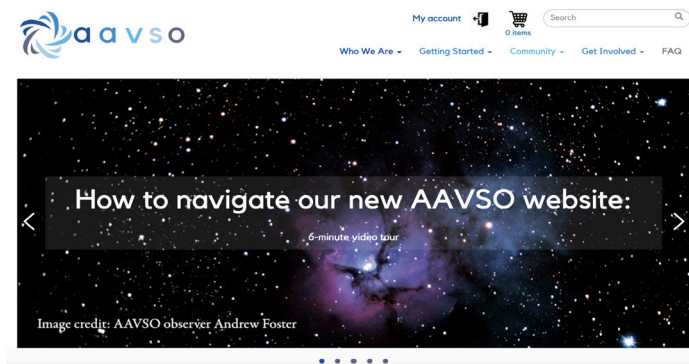 aavso
My account
0 items
Search
Who We Are
Getting Started
Community
Get Involved
FAQ
How to navigate our new AAVSO website:
6-minute video tour
Image credit: AAVSO observer Andrew Foster